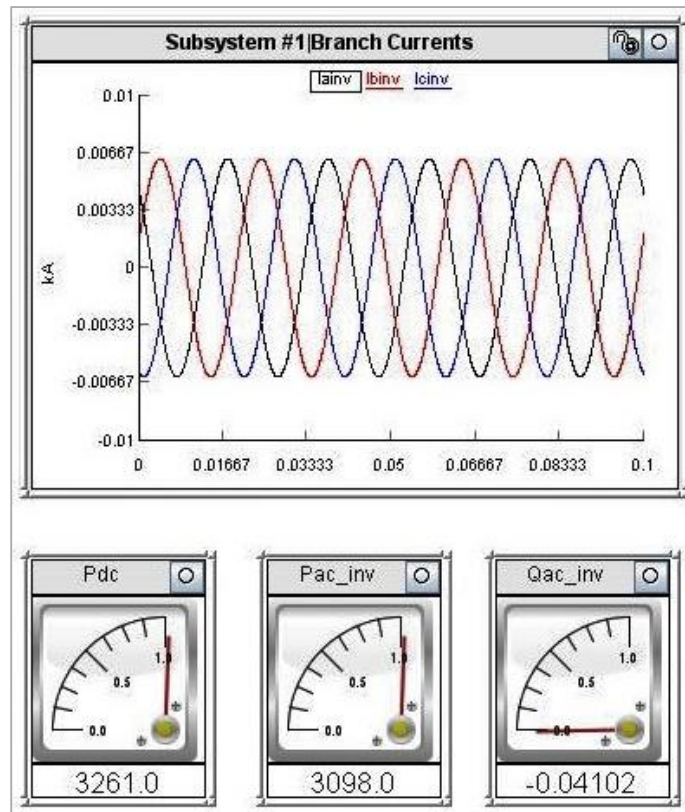 Subsystem #1|Branch Currents
Iainv Ibinv Icinv
0.01
0.00667
0.00333
0
-0.00333
-0.00667
-0.01
kA
0 0.01667 0.03333 0.05 0.06667 0.08333 0.1
Pdc Pac_inv Qac_inv
1.0 1.0 1.0
0.5 0.5 0.5
0.0 0.0 0.0
3261.0 3098.0 -0.04102